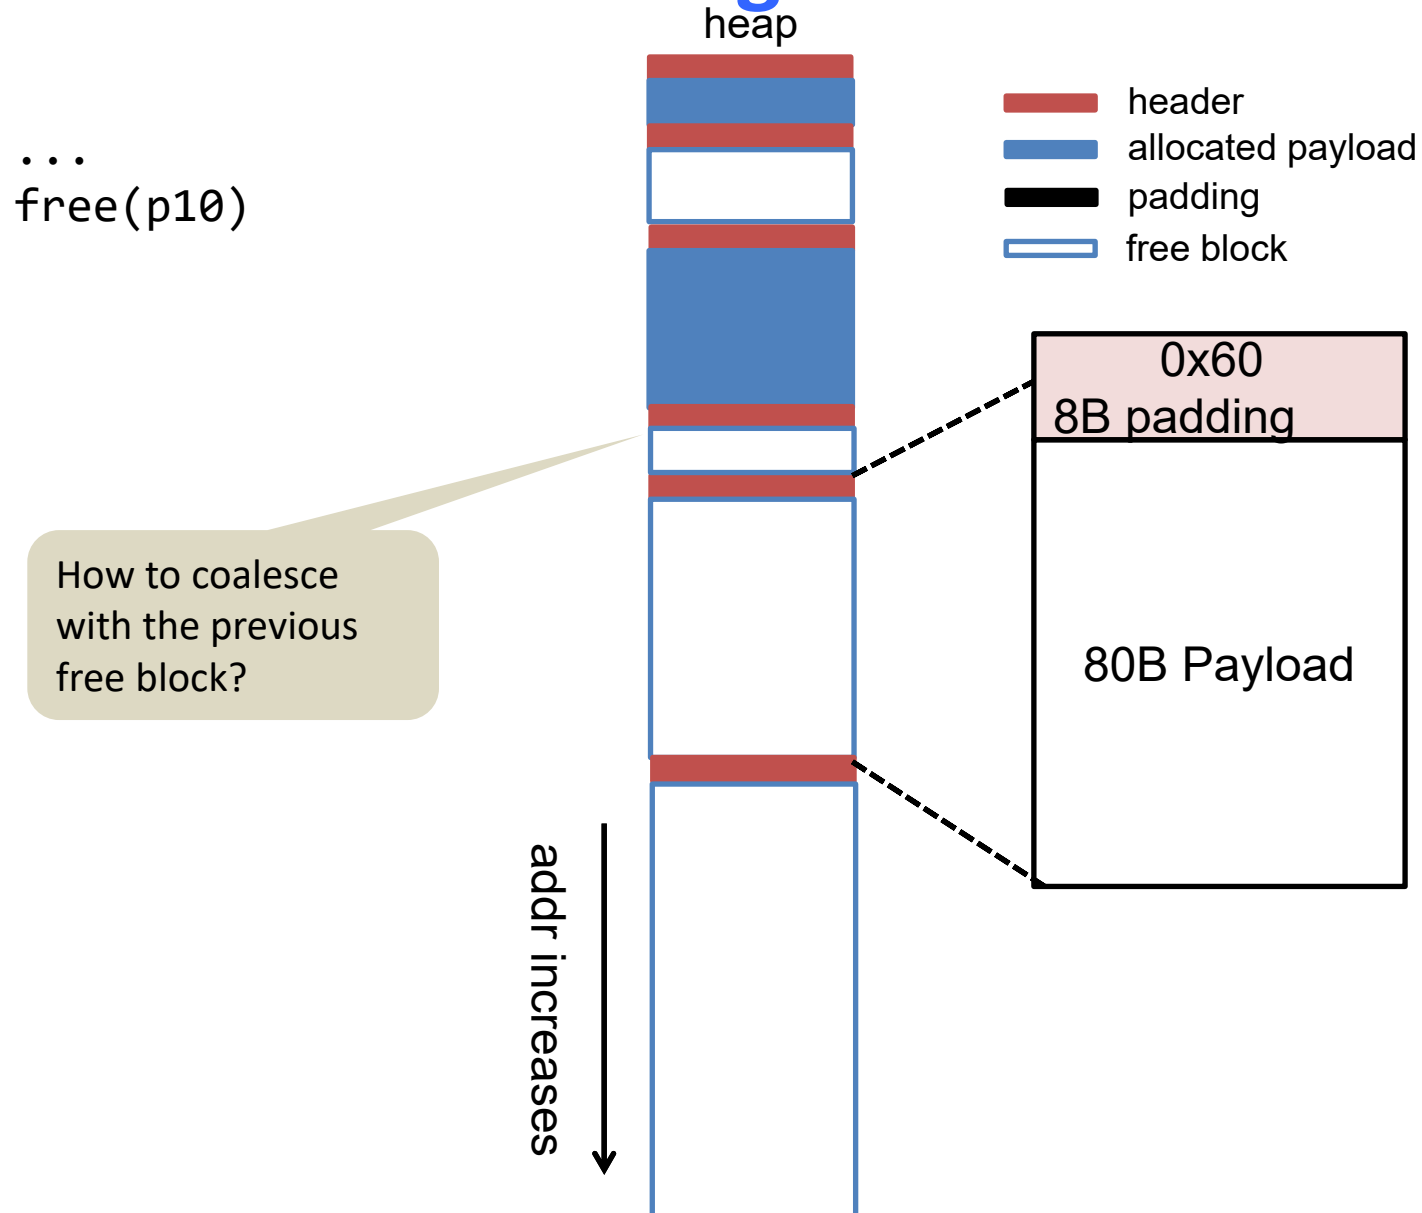 heap
header
allocated payload
padding
free block
...
free(p10)
0x60
8B padding
80B Payload
How to coalesce
with the previous
free block?
addr increases